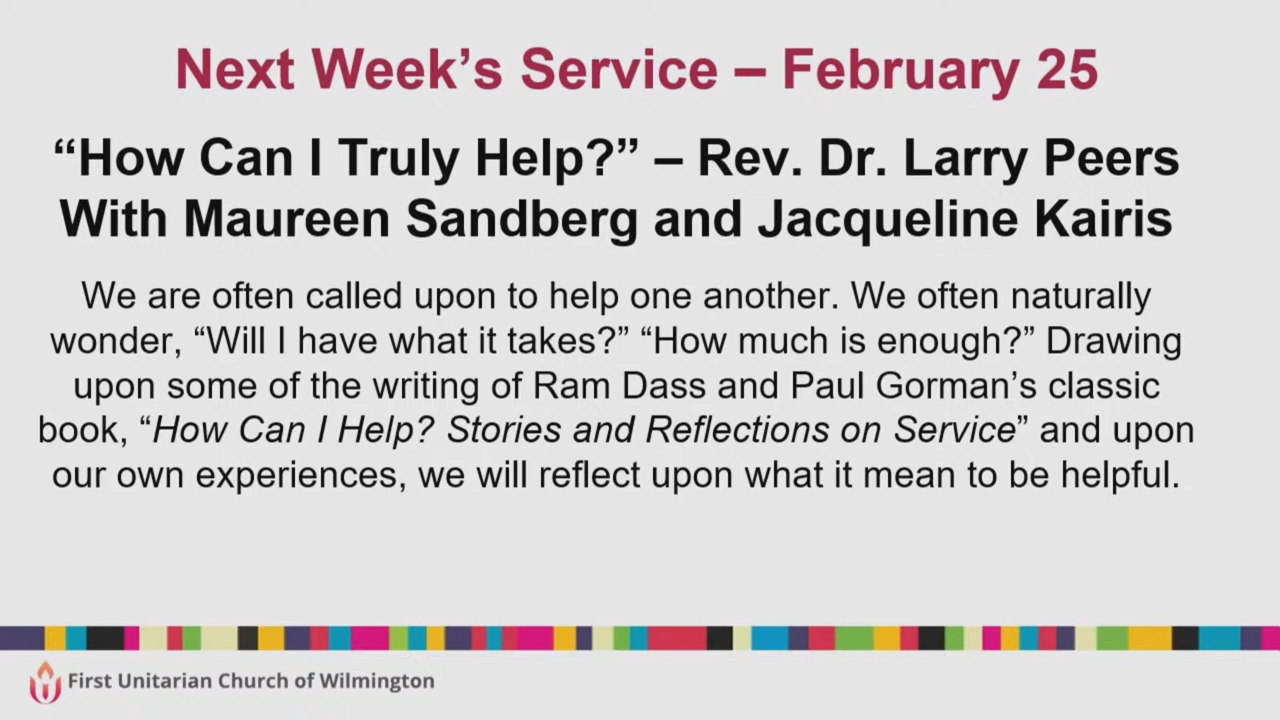 Next Week’s Service – February 25
“How Can I Truly Help?” – Rev. Dr. Larry Peers
With Maureen Sandberg and Jacqueline Kairis
We are often called upon to help one another. We often naturally
wonder, “Will I have what it takes?” “How much is enough?” Drawing
upon some of the writing of Ram Dass and Paul Gorman’s classic
book, “How Can I Help? Stories and Reflections on Service” and upon
our own experiences, we will reflect upon what it mean to be helpful.
First Unitarian Church of Wilmington